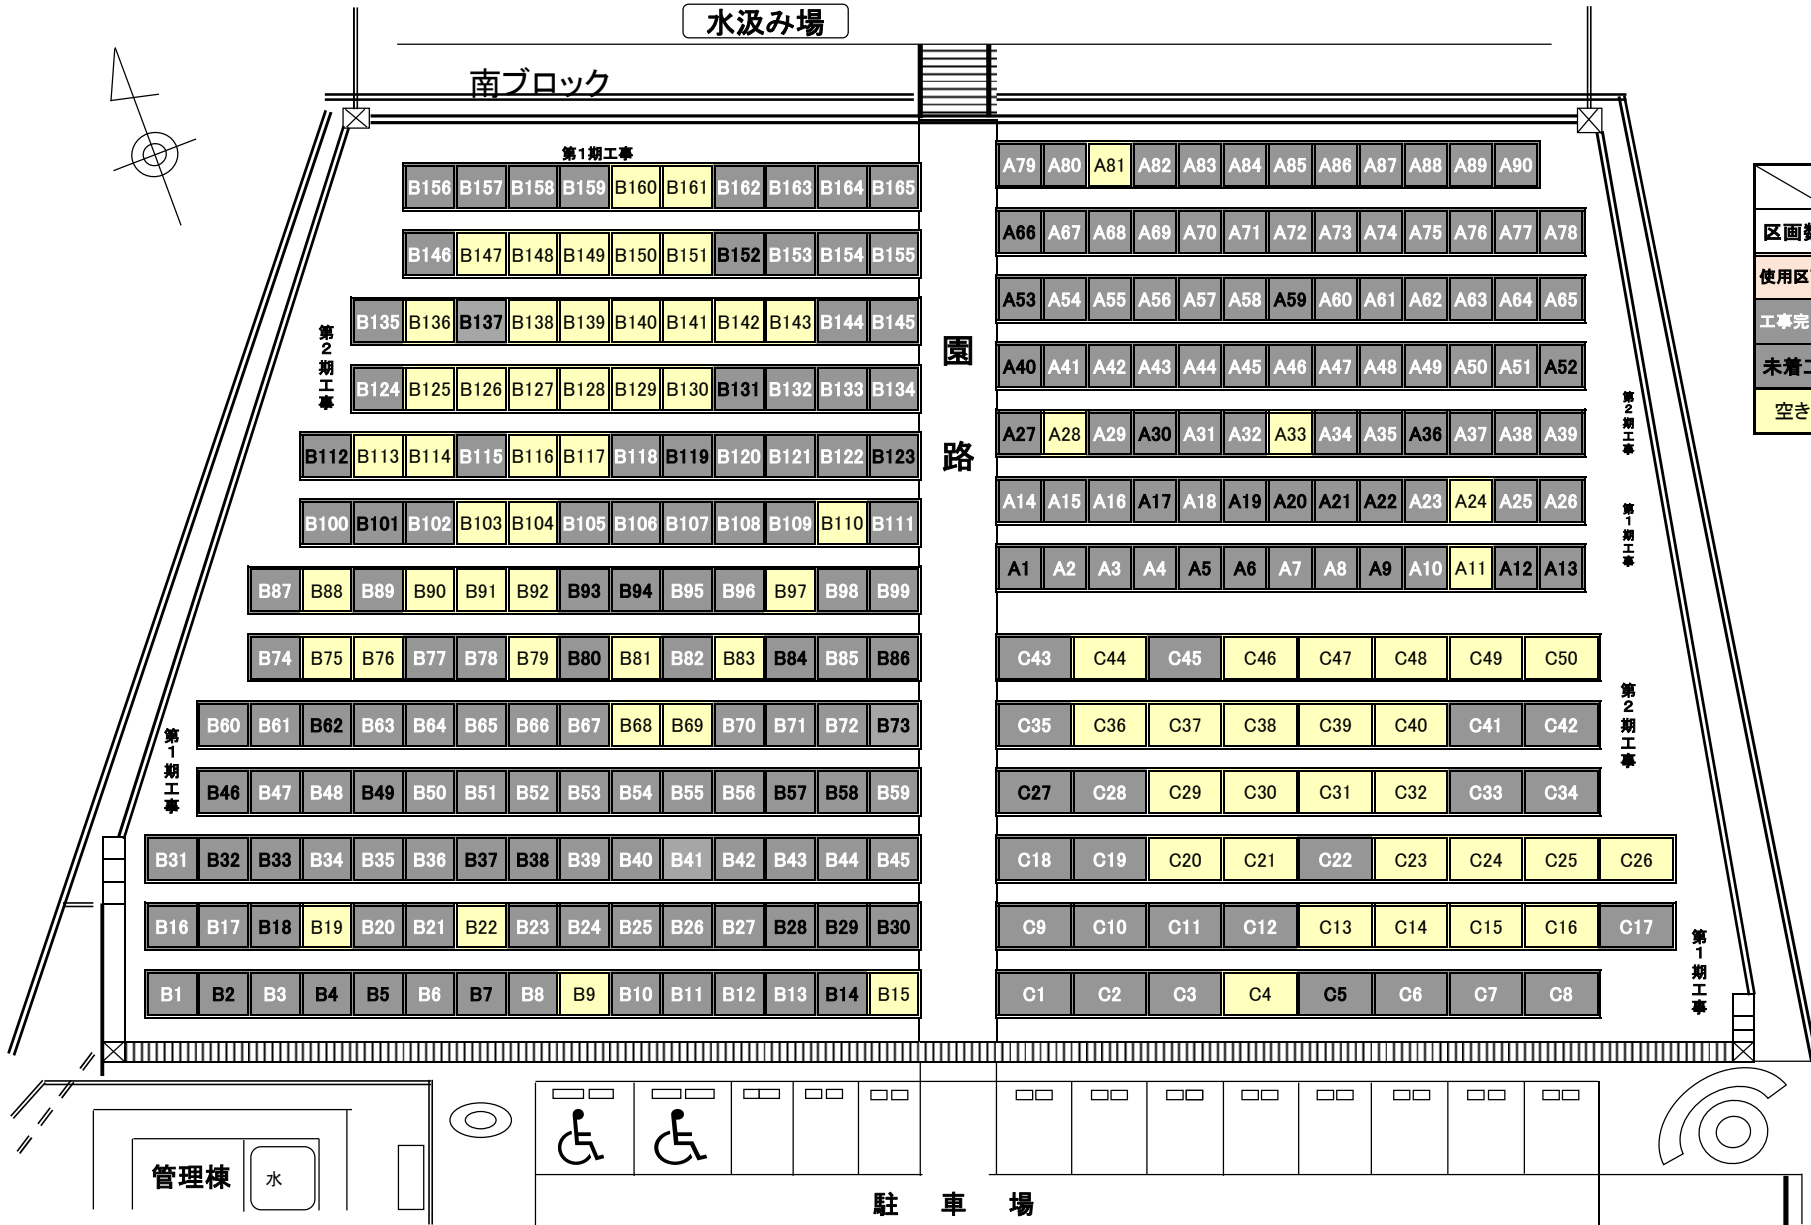 水汲み場
南ブロック
第1期工事
A79 A80 A81 A82 A83 A84 A85 A86 A87 A88 A89 A90
B156 B157 B158 B159 B160 B161 B162 B163 B164 B165
A66 A67 A68 A69 A70 A71 A72 A73 A74 A75 A76 A77 A78
区画数
B146 B147 B148 B149 B150 B151 B152 B153 B154 B155
使用区
A53 A54 A55 A56 A57 A58 A59 A60 A61 A62 A63 A64 A65
B135 B136 B137 B138 B139 B140 B141 B142 B143 B144 B145
工事完
第2期工事
園路
A40 A41 A42 A43 A44 A45 A46 A47 A48 A49 A50 A51 A52
未着工
B124 B125 B126 B127 B128 B129 B130 B131 B132 B133 B134
空き
第2期工事
A27 A28 A29 A30 A31 A32 A33 A34 A35 A36 A37 A38 A39
B112 B113 B114 B115 B116 B117 B118 B119 B120 B121 B122 B123
A14 A15 A16 A17 A18 A19 A20 A21 A22 A23 A24 A25 A26
第1期工事
B100 B101 B102 B103 B104 B105 B106 B107 B108 B109 B110 B111
A1 A2 A3 A4 A5 A6 A7 A8 A9 A10 A11 A12 A13
B87 B88 B89 B90 B91 B92 B93 B94 B95 B96 B97 B98 B99
B74 B75 B76 B77 B78 B79 B80 B81 B82 B83 B84 B85 B86
C43 C44 C45 C46 C47 C48 C49 C50
第2期工事
B60 B61 B62 B63 B64 B65 B66 B67 B68 B69 B70 B71 B72 B73
C35 C36 C37 C38 C39 C40 C41 C42
第1期工事
B46 B47 B48 B49 B50 B51 B52 B53 B54 B55 B56 B57 B58 B59
C27 C28 C29 C30 C31 C32 C33 C34
B31 B32 B33 B34 B35 B36 B37 B38 B39 B40 B41 B42 B43 B44 B45
C18 C19 C20 C21 C22 C23 C24 C25 C26
B16 B17 B18 B19 B20 B21 B22 B23 B24 B25 B26 B27 B28 B29 B30
C9 C10 C11 C12 C13 C14 C15 C16 C17
第1期工事
B1 B2 B3 B4 B5 B6 B7 B8 B9 B10 B11 B12 B13 B14 B15
C1 C2 C3 C4 C5 C6 C7 C8
管理棟
水
駐車場